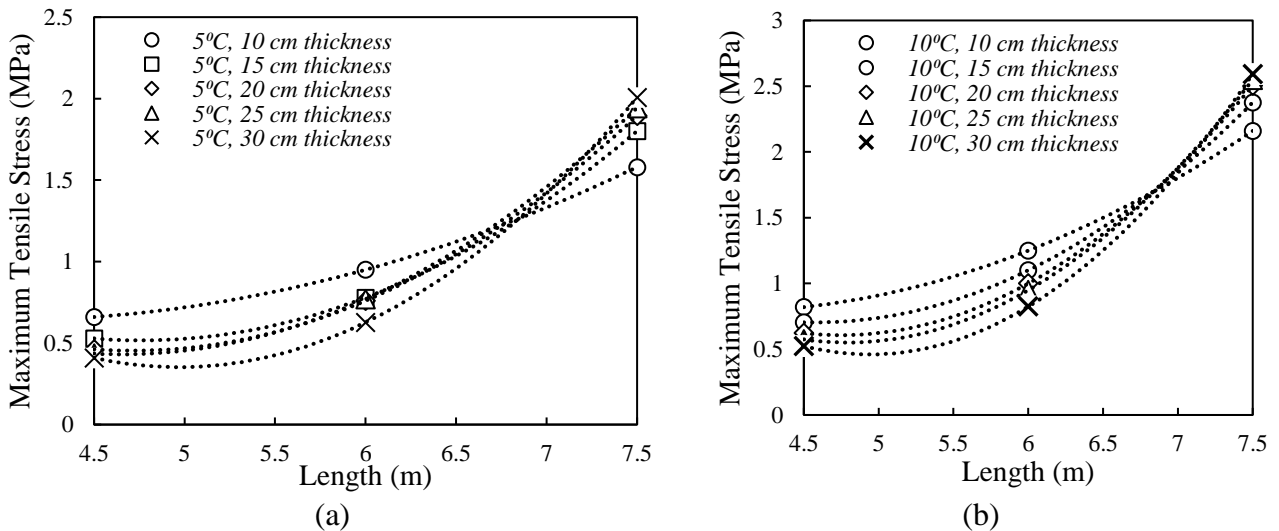 Maximum Tensile Stress (MPa)
2.5
2
1.5
1
0.5
0
5ºC, 10 cm thickness
5ºC, 15 cm thickness
5ºC, 20 cm thickness
5ºC, 25 cm thickness
5ºC, 30 cm thickness
4.5 5 5.5 6 6.5 7 7.5
Length (m)
(a)
Maximum Tensile Stress (MPa)
3
2.5
2
1.5
1
0.5
0
10ºC, 10 cm thickness
10ºC, 15 cm thickness
10ºC, 20 cm thickness
10ºC, 25 cm thickness
10ºC, 30 cm thickness
4.5 5 5.5 6 6.5 7 7.5
Length (m)
(b)